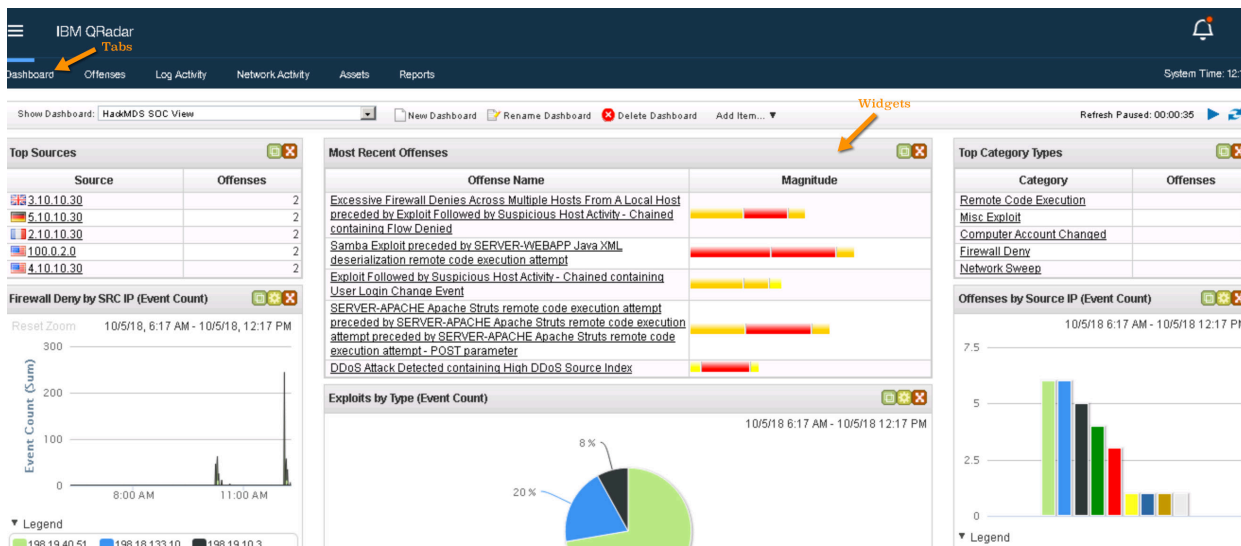 IBM QRadar
Tabs
Dashboard Offenses Log Activity Network Activity Assets Reports
System Time: 12:
Show Dashboard: HackMDS SOC View
New Dashboard Rename Dashboard Delete Dashboard Add Item... ▼
Widgets
Refresh Paused: 00:00:35
Top Sources
Source Offenses
3.10.10.30 2
5.10.10.30 2
2.10.10.30 2
100.0.2.0 2
4.10.10.30 2
Firewall Deny by SRC IP (Event Count)
Reset Zoom 10/5/18, 6:17 AM - 10/5/18, 12:17 PM
300
200
100
0
Event Count (Sum)
8:00 AM 11:00 AM
▼ Legend
198.19.40.51 198.18.133.10 198.19.10.3
Most Recent Offenses
Offense Name Magnitude
Excessive Firewall Denies Across Multiple Hosts From A Local Host
preceded by Exploit Followed by Suspicious Host Activity - Chained
containing Flow Denied
Samba Exploit preceded by SERVER-WEBAPP Java XML
deserialization remote code execution attempt
Exploit Followed by Suspicious Host Activity - Chained containing
User Login Change Event
SERVER-APACHE Apache Struts remote code execution attempt
preceded by SERVER-APACHE Apache Struts remote code execution
attempt preceded by SERVER-APACHE Apache Struts remote code
execution attempt - POST parameter
DDoS Attack Detected containing High DDoS Source Index
Exploits by Type (Event Count)
10/5/18 6:17 AM - 10/5/18 12:17 PM
8 %
20 %
Top Category Types
Category Offenses
Remote Code Execution
Misc Exploit
Computer Account Changed
Firewall Deny
Network Sweep
Offenses by Source IP (Event Count)
10/5/18 6:17 AM - 10/5/18 12:17 PM
7.5
5
2.5
0
▼ Legend